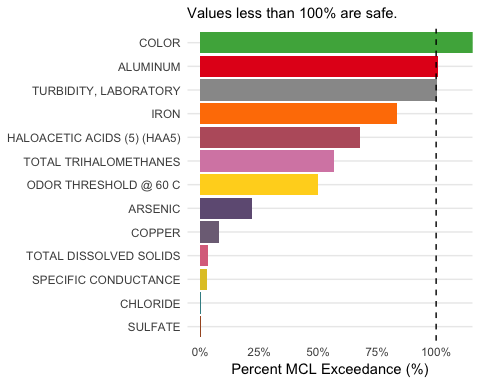 Values less than 100% are safe.
COLOR
ALUMINUM
TURBIDITY, LABORATORY
IRON
HALOACETIC ACIDS (5) (HAA5)
TOTAL TRIHALOMETHANES
ODOR THRESHOLD @ 60 C
ARSENIC
COPPER
TOTAL DISSOLVED SOLIDS
SPECIFIC CONDUCTANCE
CHLORIDE
SULFATE
0% 25% 50% 75% 100%
Percent MCL Exceedance (%)